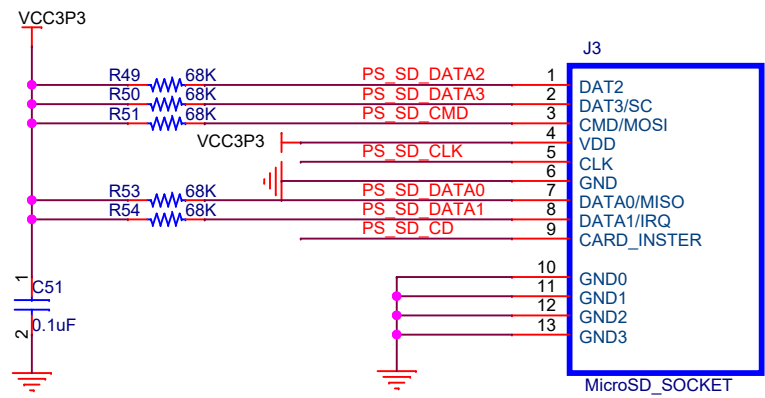 VCC3P3
J3
R49 68K PS_SD_DATA2 1 DAT2
R50 68K PS_SD_DATA3 2 DAT3/SC
R51 68K PS_SD_CMD 3 CMD/MOSI
VCC3P3 4 VDD
PS_SD_CLK 5 CLK
6 GND
R53 68K PS_SD_DATA0 7 DATA0/MISO
R54 68K PS_SD_DATA1 8 DATA1/IRQ
PS_SD_CD 9 CARD_INSTER
10 GND0
1 C51 11 GND1
12 GND2
2 0.1uF 13 GND3
MicroSD_SOCKET